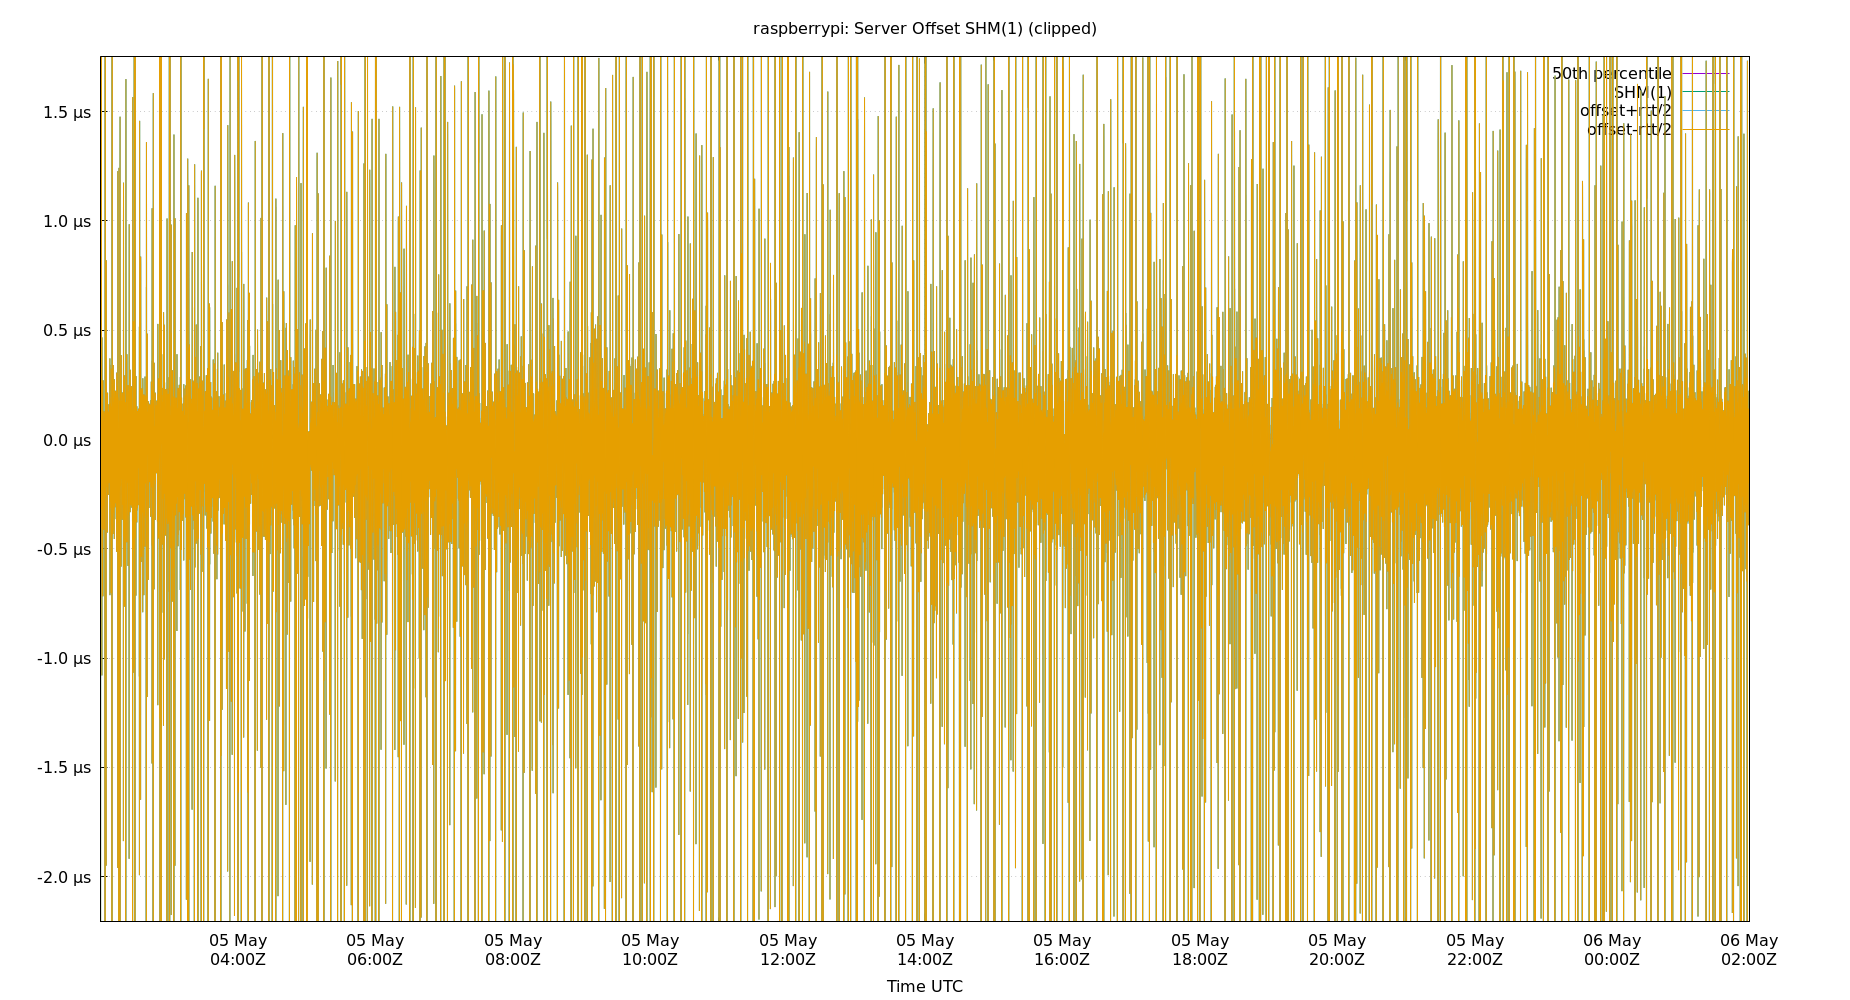 raspberrypi: Server Offset SHM(1) (clipped)
50th percentile
SHM(1)
offset+rtt/2
offset-rtt/2
1.5 µs
1.0 µs
0.5 µs
0.0 µs
-0.5 µs
-1.0 µs
-1.5 µs
-2.0 µs
05 May 05 May 05 May 05 May 05 May 05 May 05 May 05 May 05 May 05 May 06 May 06 May
04:00Z 06:00Z 08:00Z 10:00Z 12:00Z 14:00Z 16:00Z 18:00Z 20:00Z 22:00Z 00:00Z 02:00Z
Time UTC